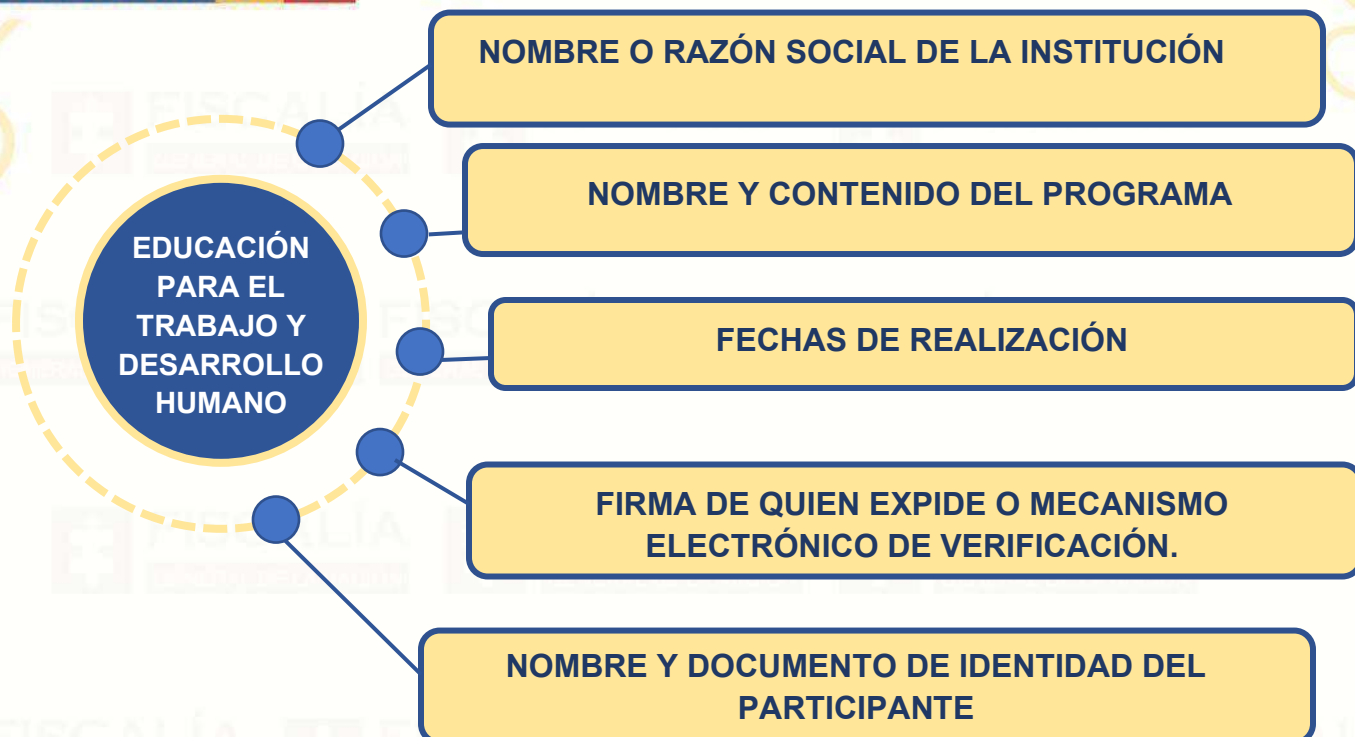 NOMBRE O RAZÓN SOCIAL DE LA INSTITUCIÓN
NOMBRE Y CONTENIDO DEL PROGRAMA
EDUCACIÓN
PARA EL
TRABAJO Y
DESARROLLO
HUMANO
FECHAS DE REALIZACIÓN
FIRMA DE QUIEN EXPIDE O MECANISMO
ELECTRÓNICO DE VERIFICACIÓN.
NOMBRE Y DOCUMENTO DE IDENTIDAD DEL
PARTICIPANTE
FISCALÍA